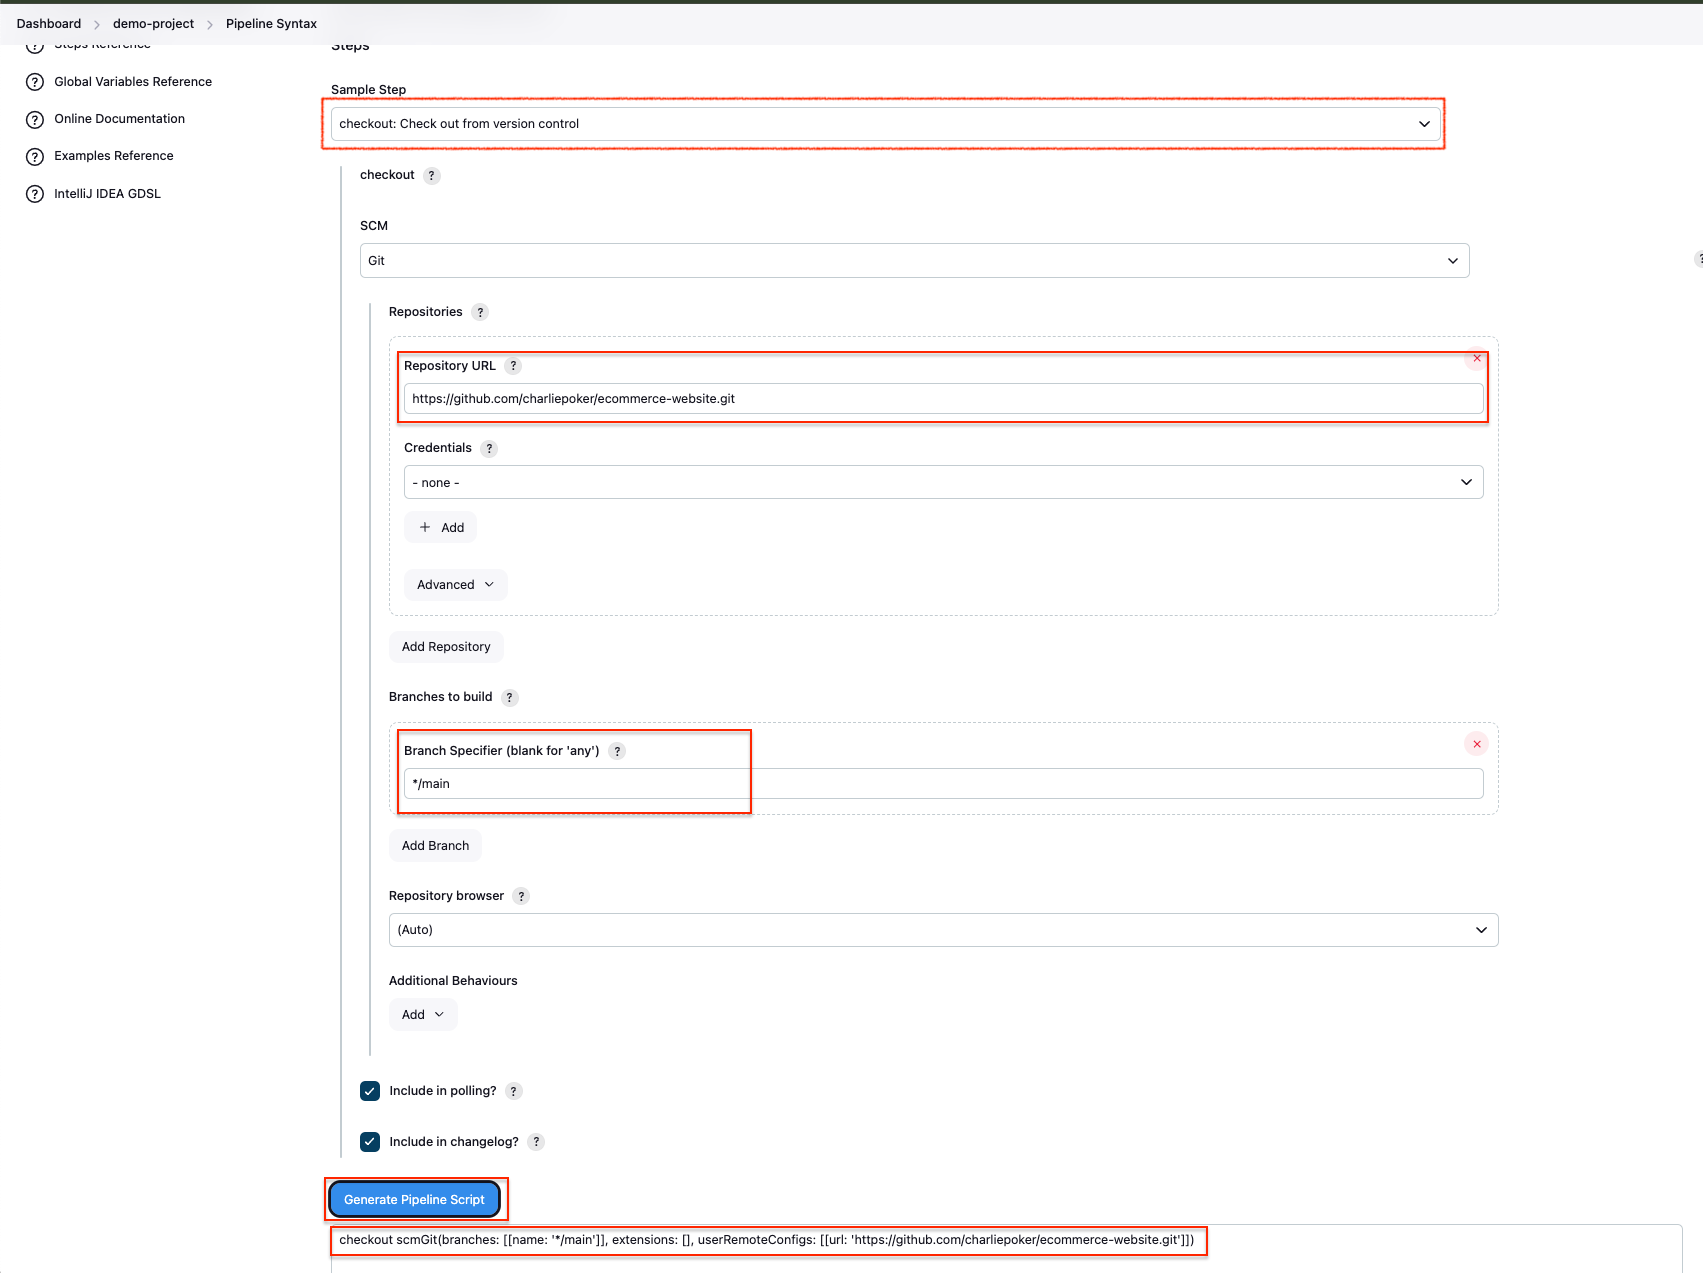 Dashboard > demo-project > Pipeline Syntax
Steps Reference
Global Variables Reference
Online Documentation
Examples Reference
IntelliJ IDEA GDSL
Steps
Sample Step
checkout: Check out from version control
checkout ?
SCM
Git
?
Repositories ?
Repository URL ?
https://github.com/charliepoker/ecommerce-website.git
Credentials ?
- none -
+ Add
Advanced
Add Repository
Branches to build ?
Branch Specifier (blank for 'any') ?
*/main
Add Branch
Repository browser ?
(Auto)
Additional Behaviours
Add
Include in polling? ?
Include in changelog? ?
Generate Pipeline Script
checkout scmGit(branches: [[name: '*/main']], extensions: [], userRemoteConfigs: [[url: 'https://github.com/charliepoker/ecommerce-website.git']])